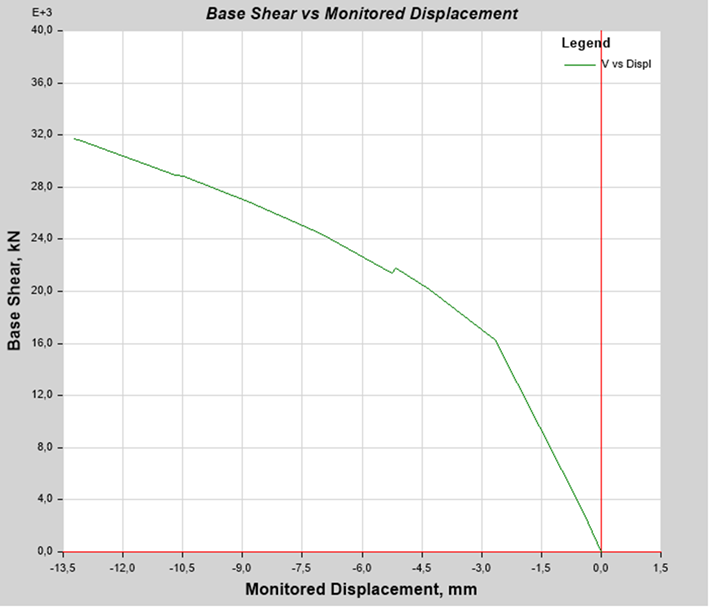 Base Shear vs Monitored Displacement
E+3
40,0
36,0
32,0
28,0
24,0
20,0
16,0
12,0
8,0
4,0
0,0
Base Shear, kN
Legend
V vs Displ
-13,5 -12,0 -10,5 -9,0 -7,5 -6,0 -4,5 -3,0 -1,5 0,0 1,5
Monitored Displacement, mm